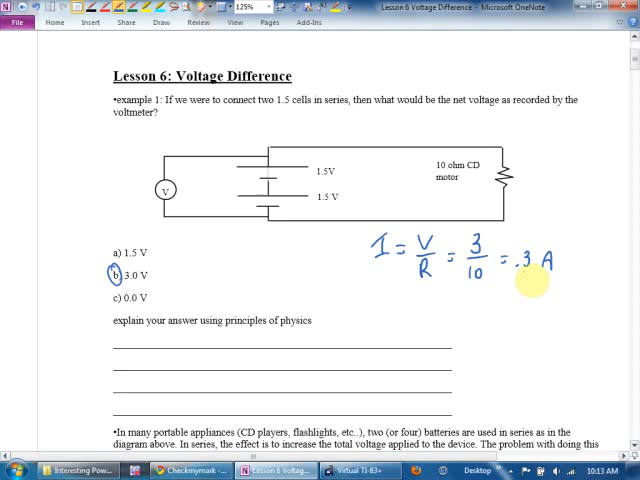 Lesson 6 Voltage Difference - Microsoft OneNote
125%
File Home Insert Share Draw Review View Add-Ins
Lesson 6: Voltage Difference
•example 1: If we were to connect two 1.5 cells in series, then what would be the net voltage as recorded by the
voltmeter?
1.5V
10 ohm CD
motor
V
1.5 V
a) 1.5 V
I = V/R = 3/10 = .3 A
b) 3.0 V
c) 0.0 V
explain your answer using principles of physics
•In many portable appliances (CD players, flashlights, etc..), two (or four) batteries are used in series as in the
diagram above. In series, the effect is to increase the total voltage applied to the device. The problem with doing this
Interesting Pow... Checkmymark - ... Lesson 6 Voltag... Virtual TI-83+ Desktop 10:13 AM